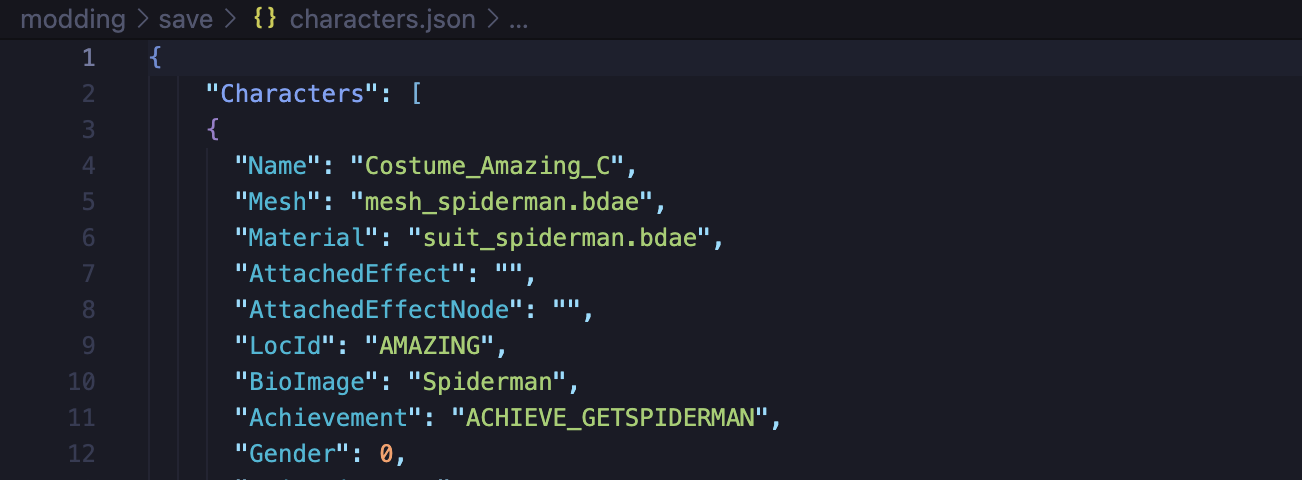 modding > save > {} characters.json > ...
1 {
2 "Characters": [
3 {
4 "Name": "Costume_Amazing_C",
5 "Mesh": "mesh_spiderman.bdae",
6 "Material": "suit_spiderman.bdae",
7 "AttachedEffect": "",
8 "AttachedEffectNode": "",
9 "LocId": "AMAZING",
10 "BioImage": "Spiderman",
11 "Achievement": "ACHIEVE_GETSPIDERMAN",
12 "Gender": 0,